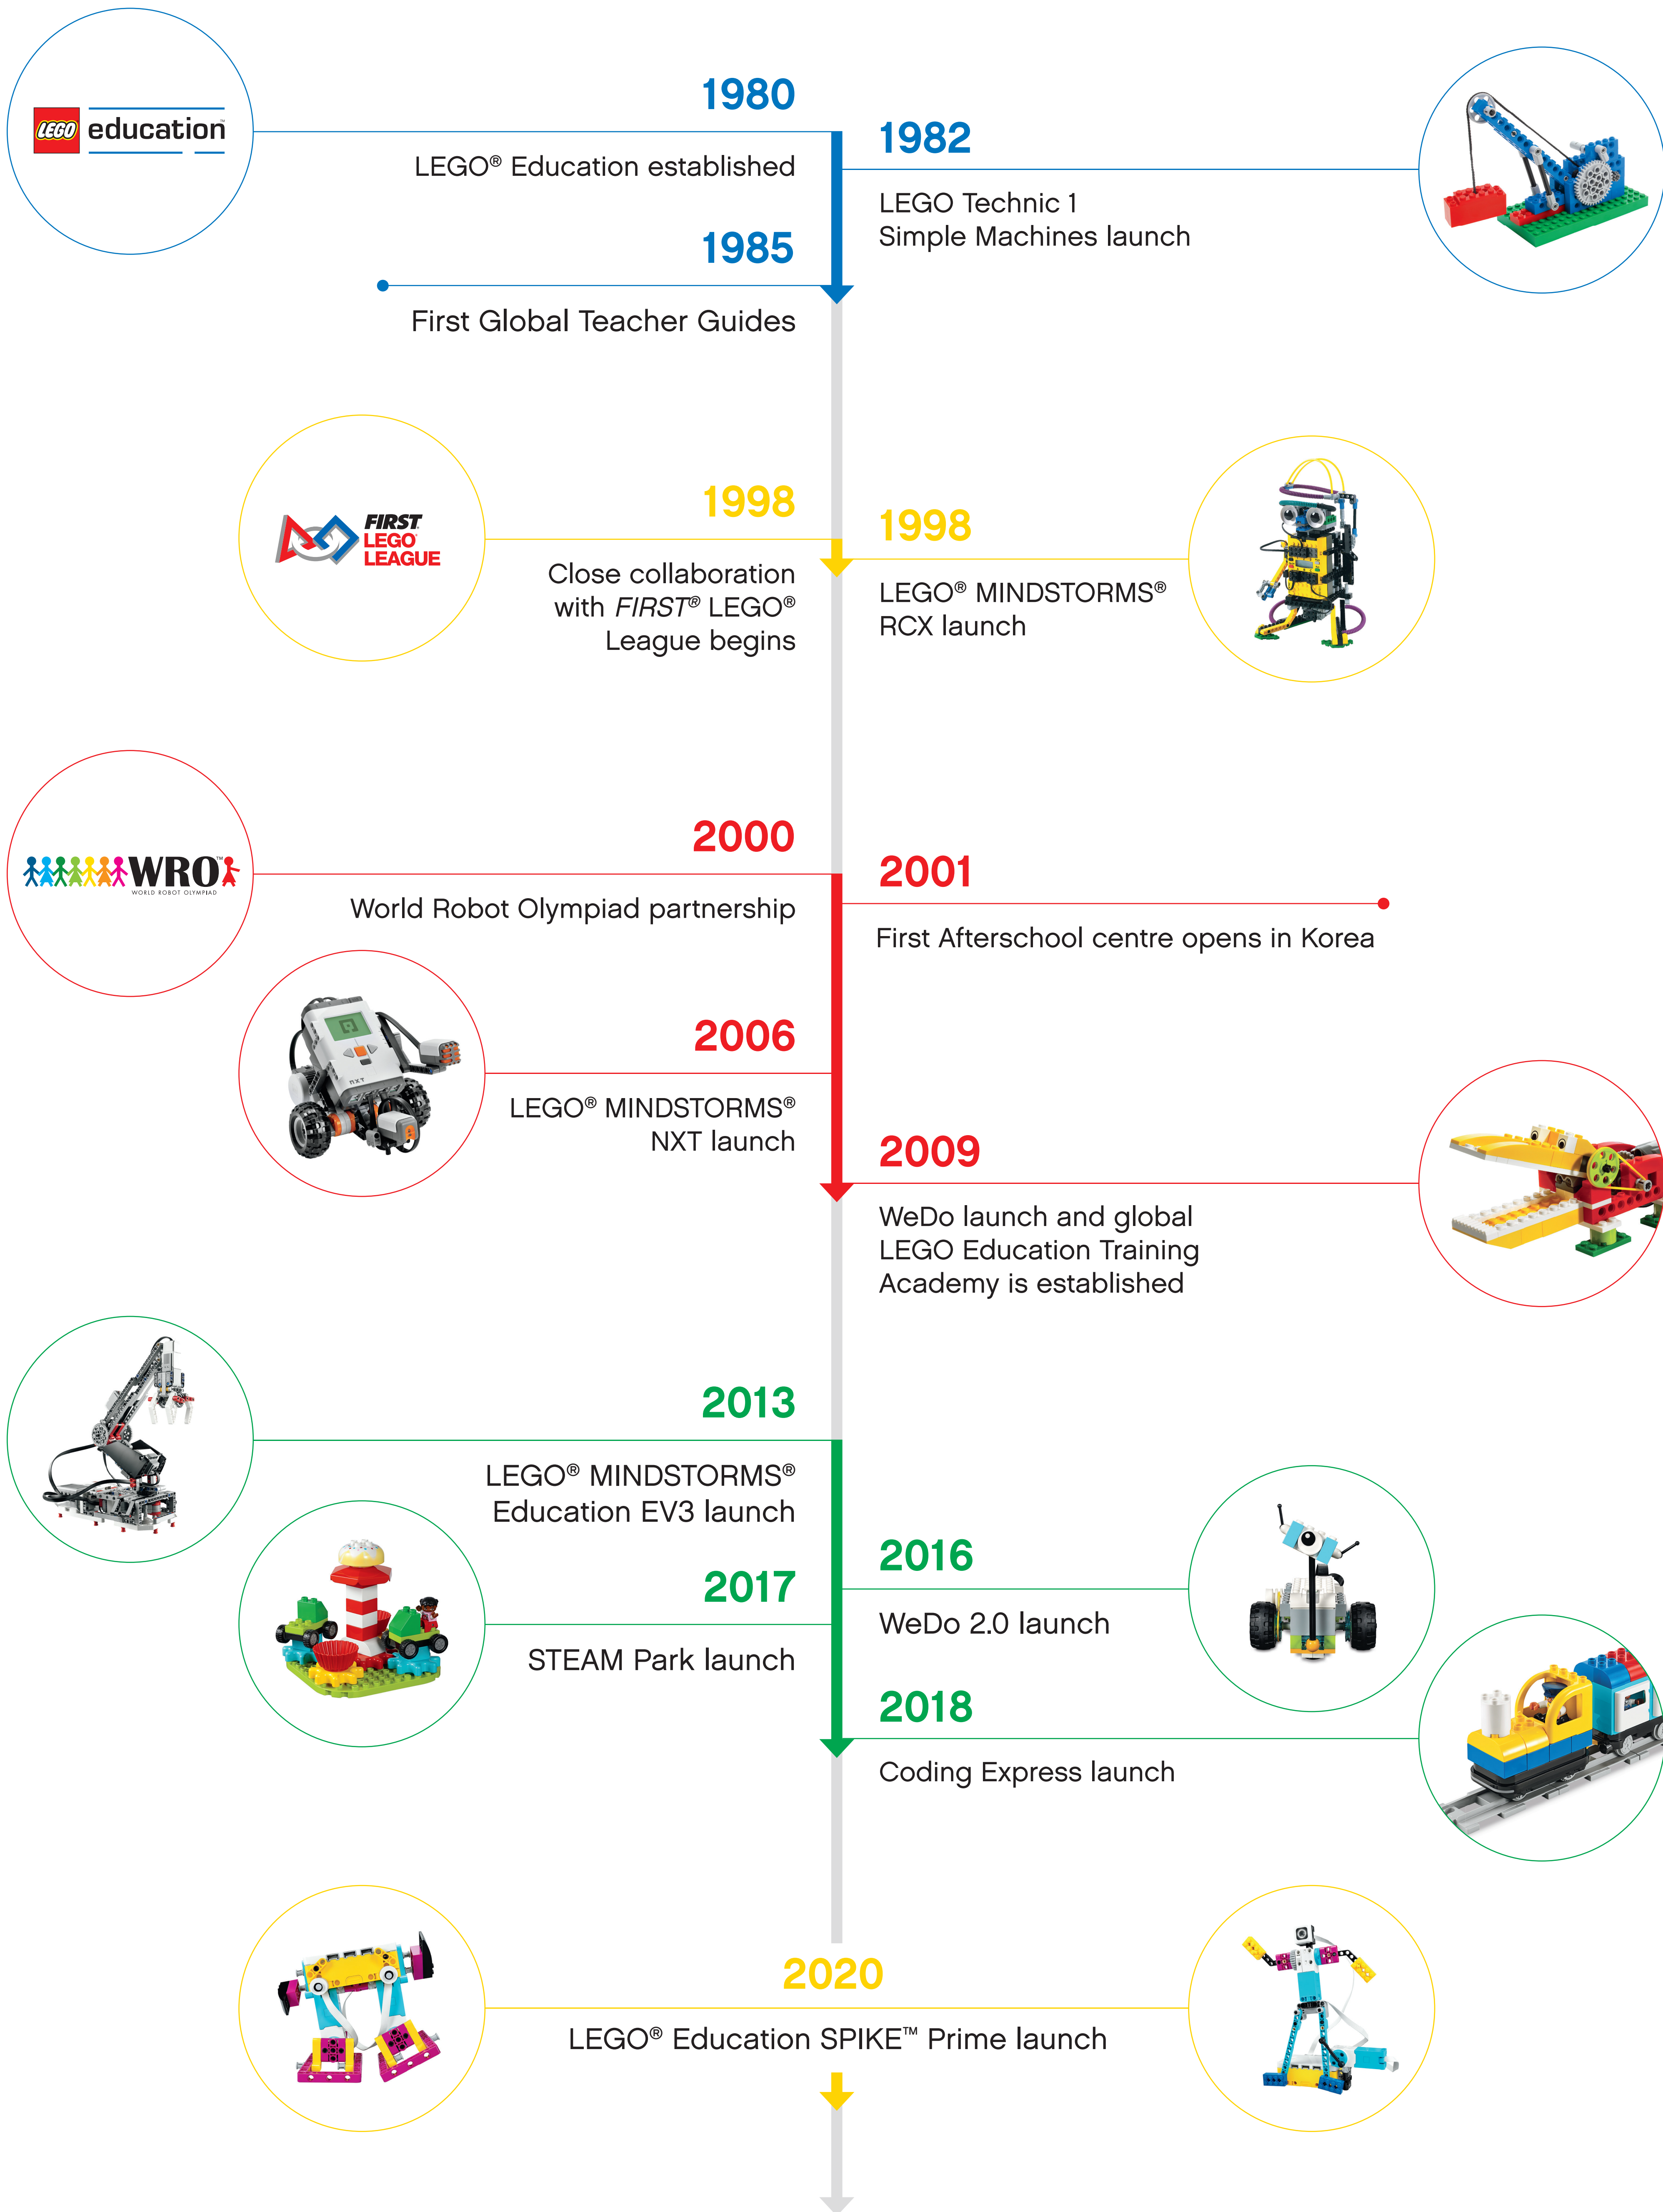 LEGO education™
1980
LEGO® Education established
1982
LEGO Technic 1
Simple Machines launch
1985
First Global Teacher Guides
FIRST®
LEGO®
LEAGUE
1998
Close collaboration
with FIRST® LEGO®
League begins
1998
LEGO® MINDSTORMS®
RCX launch
WRO™
WORLD ROBOT OLYMPIAD
2000
World Robot Olympiad partnership
2001
First Afterschool centre opens in Korea
NXT
2006
LEGO® MINDSTORMS®
NXT launch
2009
WeDo launch and global
LEGO Education Training
Academy is established
2013
LEGO® MINDSTORMS®
Education EV3 launch
2016
WeDo 2.0 launch
2017
STEAM Park launch
2018
Coding Express launch
2020
LEGO® Education SPIKE™ Prime launch